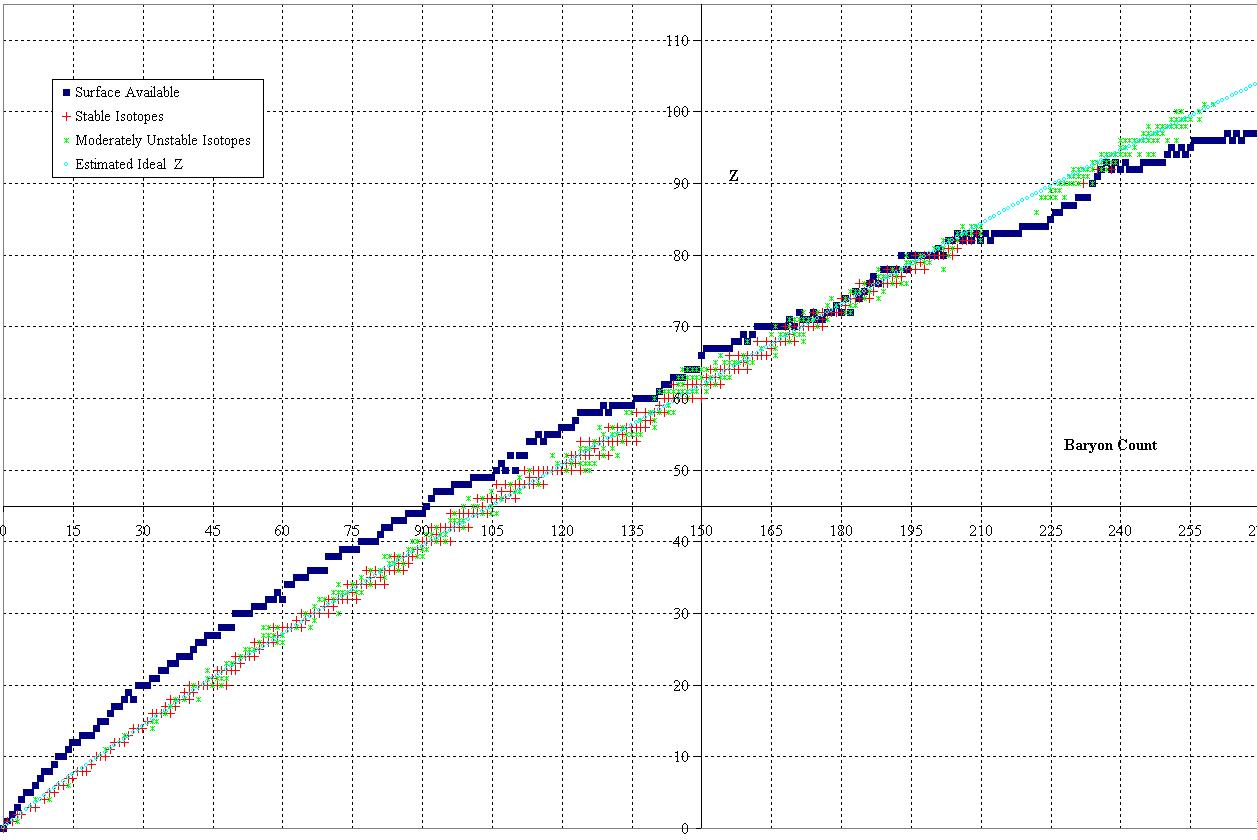 110
Surface Available
Stable Isotopes
Moderately Unstable Isotopes
Estimated Ideal Z
100
90
Z
80
70
60
Baryon Count
50
0 15 30 45 60 75 90 105 120 135 150 165 180 195 210 225 240 255 2
40
30
20
10
0